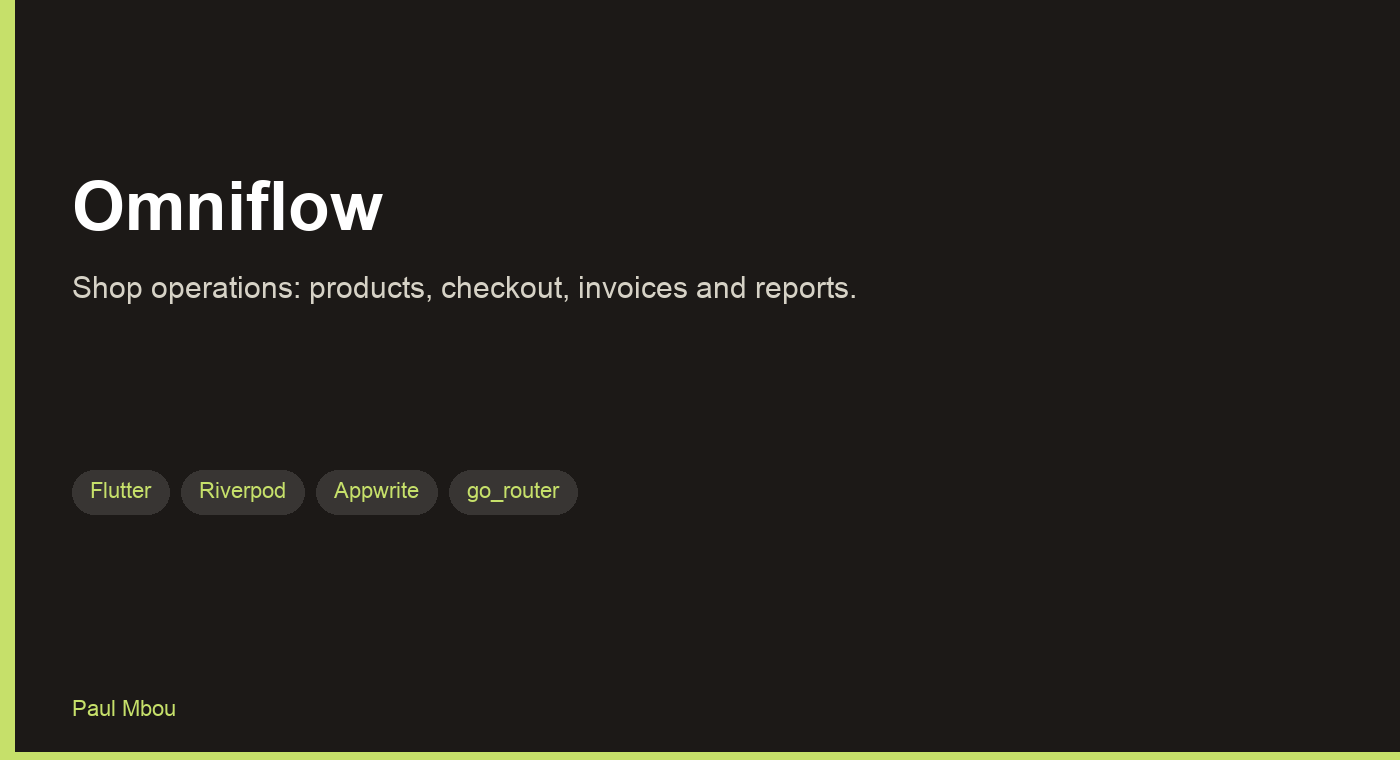 Omniflow
Shop operations: products, checkout, invoices and reports.
Flutter Riverpod Appwrite go_router
Paul Mbou